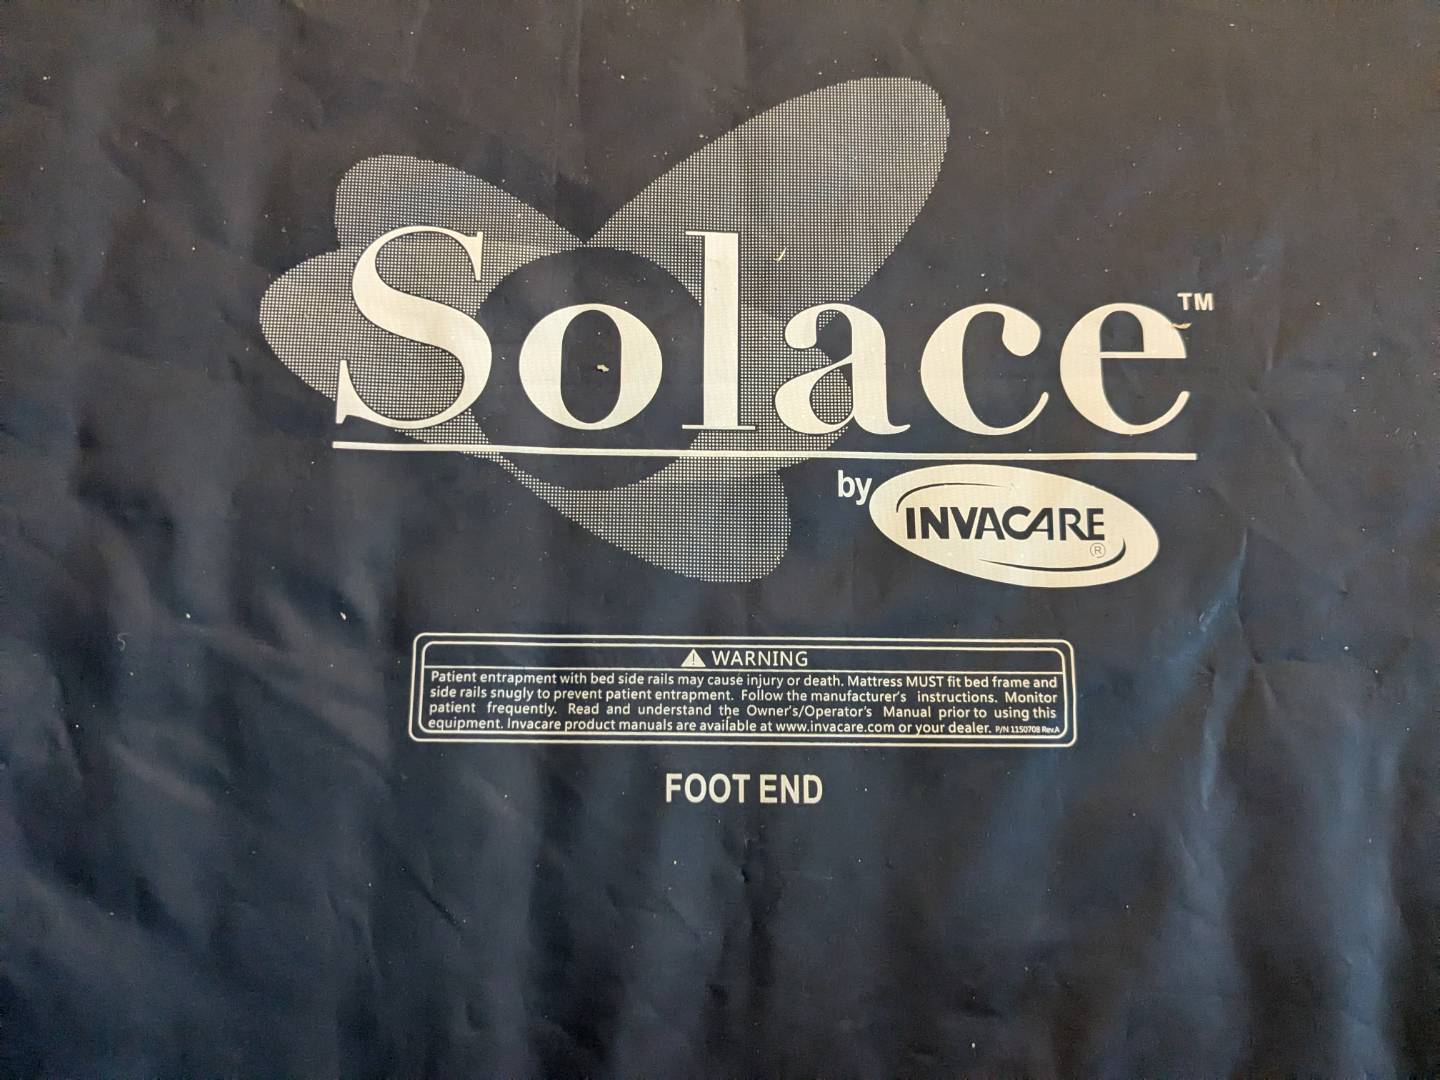 Solace™
by INVACARE®
⚠ WARNING
Patient entrapment with bed side rails may cause injury or death. Mattress MUST fit bed frame and
side rails snugly to prevent patient entrapment. Follow the manufacturer's instructions. Monitor
patient frequently. Read and understand the Owner's/Operator's Manual prior to using this
equipment. Invacare product manuals are available at www.invacare.com or your dealer. P/N 1150708 Rev.A
FOOT END